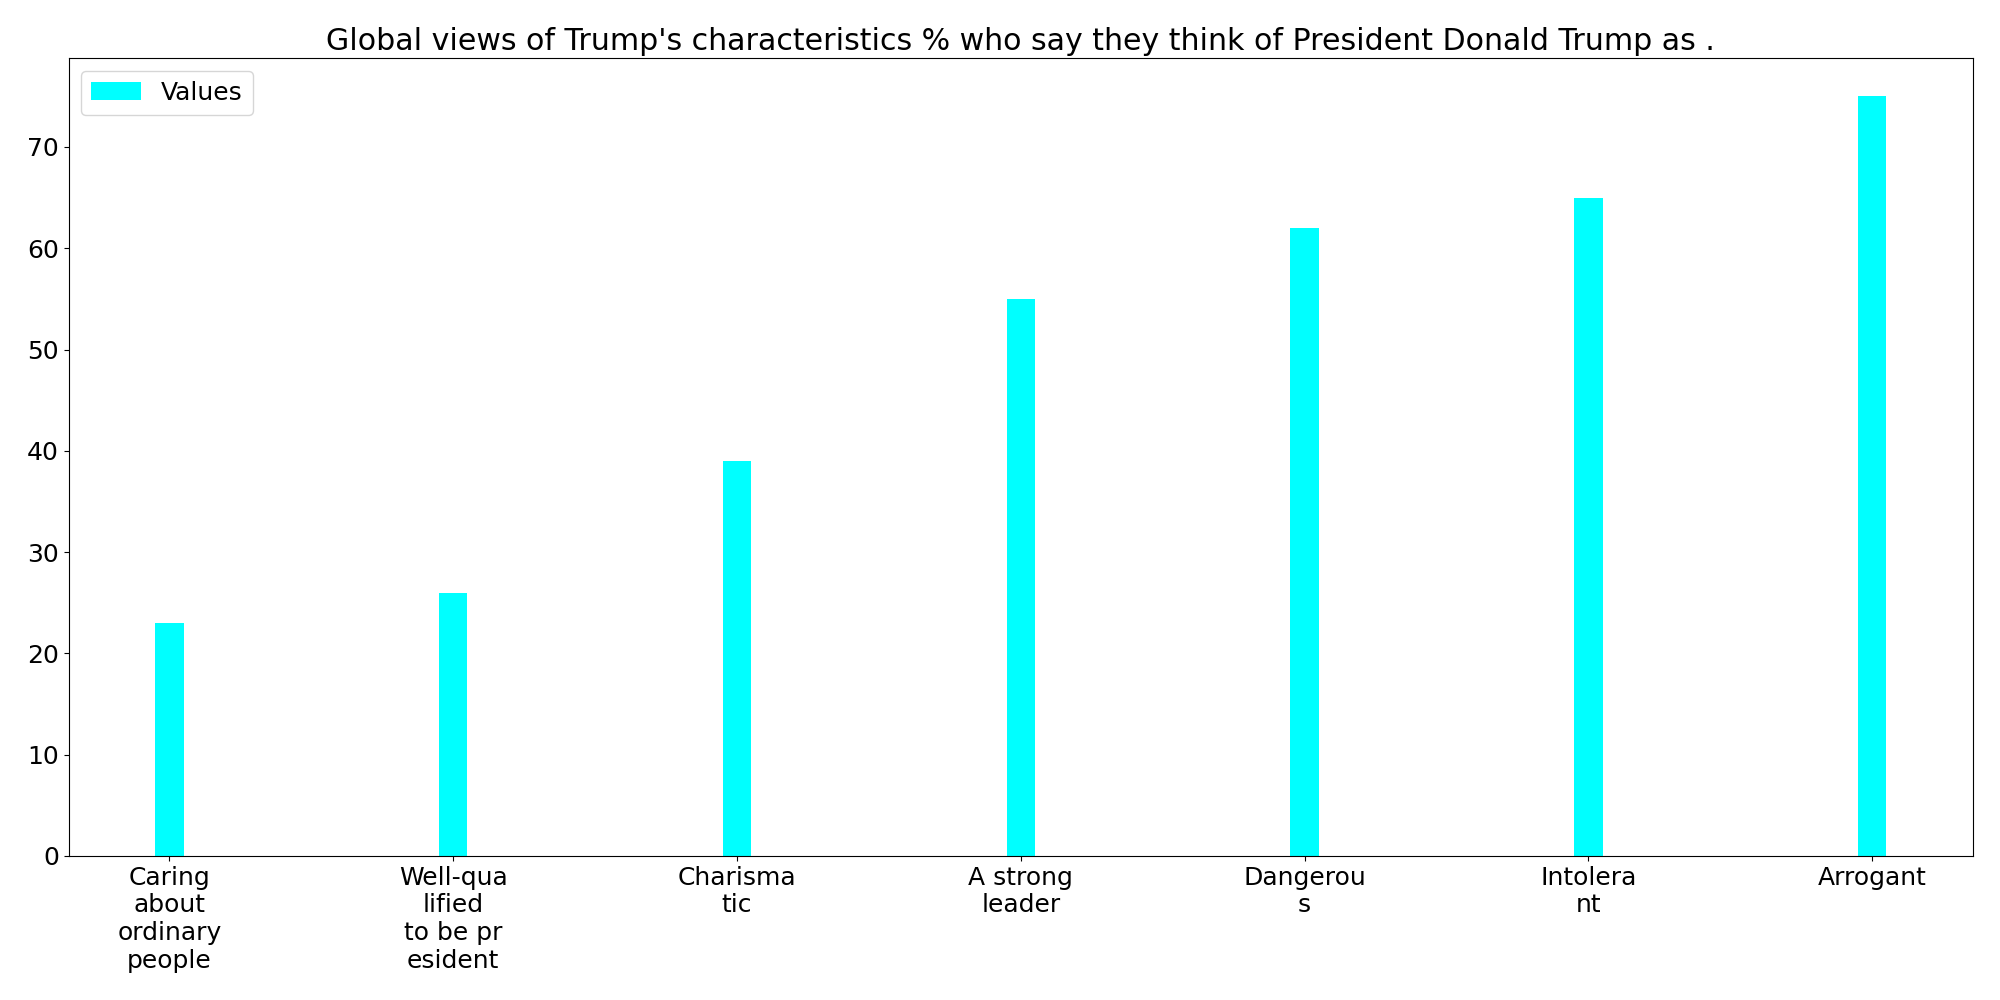 Global views of Trump's characteristics % who say they think of President Donald Trump as .
Values
70
60
50
40
30
20
10
0
Caring
about
ordinary
people
Well-qua
lified
to be pr
esident
Charisma
tic
A strong
leader
Dangerou
s
Intolera
nt
Arrogant